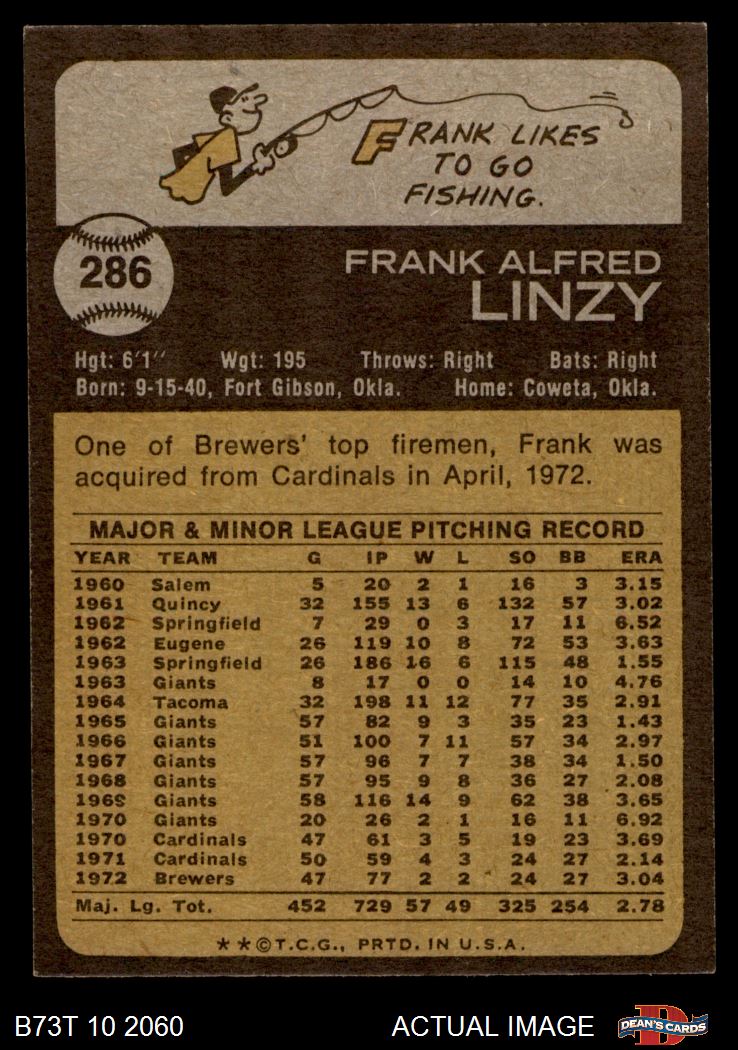 FRANK LIKES
TO GO
FISHING.
286
FRANK ALFRED
LINZY
Hgt: 6'1" Wgt: 195 Throws: Right Bats: Right
Born: 9-15-40, Fort Gibson, Okla. Home: Coweta, Okla.
One of Brewers' top firemen, Frank was
acquired from Cardinals in April, 1972.
MAJOR & MINOR LEAGUE PITCHING RECORD
YEAR TEAM G IP W L SO BB ERA
1960 Salem 5 20 2 1 16 3 3.15
1961 Quincy 32 155 13 6 132 57 3.02
1962 Springfield 7 29 0 3 17 11 6.52
1962 Eugene 26 119 10 8 72 53 3.63
1963 Springfield 26 186 16 6 115 48 1.55
1963 Giants 8 17 0 0 14 10 4.76
1964 Tacoma 32 198 11 12 77 35 2.91
1965 Giants 57 82 9 3 35 23 1.43
1966 Giants 51 100 7 11 57 34 2.97
1967 Giants 57 96 7 7 38 34 1.50
1968 Giants 57 95 9 8 36 27 2.08
1969 Giants 58 116 14 9 62 38 3.65
1970 Giants 20 26 2 1 16 11 6.92
1970 Cardinals 47 61 3 5 19 23 3.69
1971 Cardinals 50 59 4 3 24 27 2.14
1972 Brewers 47 77 2 2 24 27 3.04
Maj. Lg. Tot. 452 729 57 49 325 254 2.78
★★©T.C.G., PRTD. IN U.S.A.
B73T 10 2060 ACTUAL IMAGE D DEAN'S CARDS